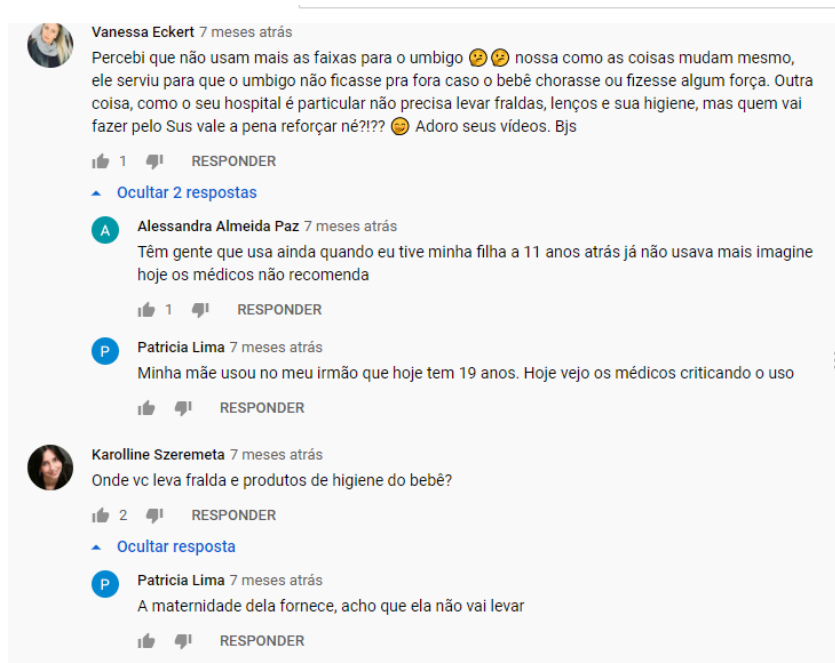 Vanessa Eckert 7 meses atrás
Percebi que não usam mais as faixas para o umbigo 🤔🤔 nossa como as coisas mudam mesmo,
ele serviu para que o umbigo não ficasse pra fora caso o bebê chorasse ou fizesse algum força. Outra
coisa, como o seu hospital é particular não precisa levar fraldas, lenços e sua higiene, mas quem vai
fazer pelo Sus vale a pena reforçar né?!?? 😊 Adoro seus vídeos. Bjs
1 RESPONDER
Ocultar 2 respostas
A
Alessandra Almeida Paz 7 meses atrás
Têm gente que usa ainda quando eu tive minha filha a 11 anos atrás já não usava mais imagine
hoje os médicos não recomenda
1 RESPONDER
P
Patricia Lima 7 meses atrás
Minha mãe usou no meu irmão que hoje tem 19 anos. Hoje vejo os médicos criticando o uso
RESPONDER
Karolline Szeremeta 7 meses atrás
Onde vc leva fralda e produtos de higiene do bebê?
2 RESPONDER
Ocultar resposta
P
Patricia Lima 7 meses atrás
A maternidade dela fornece, acho que ela não vai levar
RESPONDER